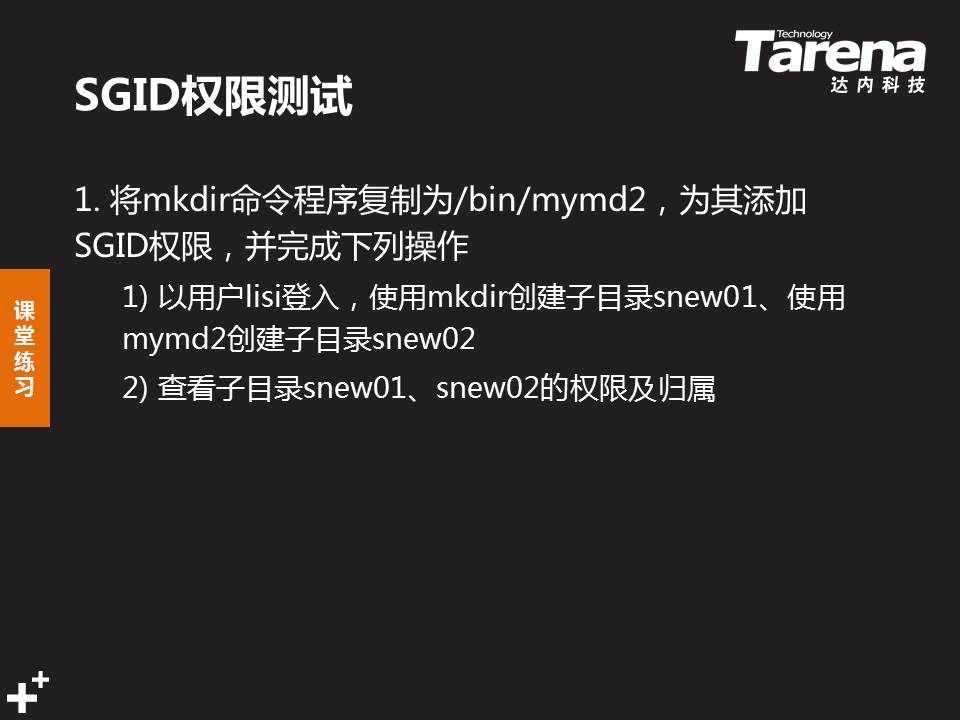 Technology
Tarena
达内科技
SGID权限测试
1. 将mkdir命令程序复制为/bin/mymd2，为其添加
SGID权限，并完成下列操作
1) 以用户lisi登入，使用mkdir创建子目录snew01、使用
mymd2创建子目录snew02
2) 查看子目录snew01、snew02的权限及归属
课
堂
练
习